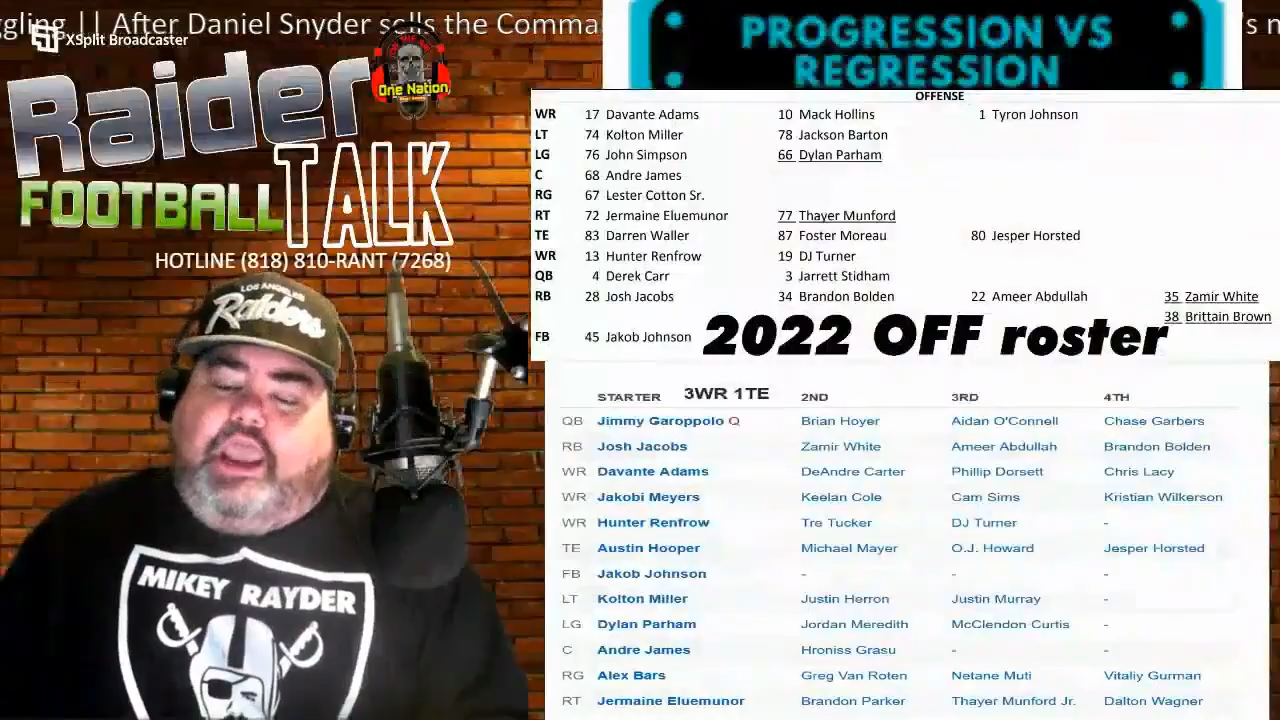 ggling || After Daniel Snyder sells the Comma
's n
XSplit Broadcaster
Raider
One Nation
FOOTBALL
TALK
HOTLINE (818) 810-RANT (7268)
LOS ANGELES
Raiders
MIKEY RAYDER
PROGRESSION VS
REGRESSION
OFFENSE
WR 17 Davante Adams 10 Mack Hollins 1 Tyron Johnson
LT 74 Kolton Miller 78 Jackson Barton
LG 76 John Simpson 66 Dylan Parham
C 68 Andre James
RG 67 Lester Cotton Sr.
RT 72 Jermaine Eluemunor 77 Thayer Munford
TE 83 Darren Waller 87 Foster Moreau 80 Jesper Horsted
WR 13 Hunter Renfrow 19 DJ Turner
QB 4 Derek Carr 3 Jarrett Stidham
RB 28 Josh Jacobs 34 Brandon Bolden 22 Ameer Abdullah 35 Zamir White
38 Brittain Brown
FB 45 Jakob Johnson
2022 OFF roster
STARTER 3WR 1TE 2ND 3RD 4TH
QB Jimmy Garoppolo Q Brian Hoyer Aidan O'Connell Chase Garbers
RB Josh Jacobs Zamir White Ameer Abdullah Brandon Bolden
WR Davante Adams DeAndre Carter Phillip Dorsett Chris Lacy
WR Jakobi Meyers Keelan Cole Cam Sims Kristian Wilkerson
WR Hunter Renfrow Tre Tucker DJ Turner -
TE Austin Hooper Michael Mayer O.J. Howard Jesper Horsted
FB Jakob Johnson - - -
LT Kolton Miller Justin Herron Justin Murray -
LG Dylan Parham Jordan Meredith McClendon Curtis -
C Andre James Hroniss Grasu - -
RG Alex Bars Greg Van Roten Netane Muti Vitaliy Gurman
RT Jermaine Eluemunor Brandon Parker Thayer Munford Jr. Dalton Wagner